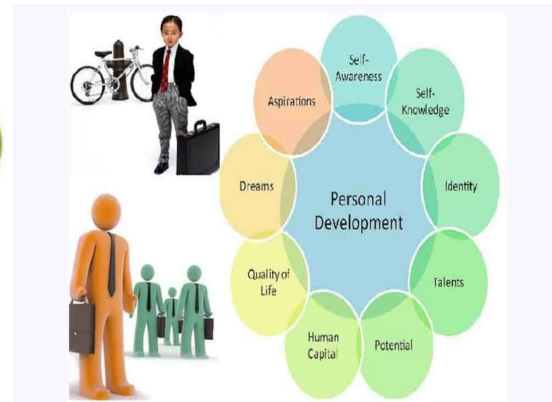 Self-
Awareness
Self-
Knowledge
Identity
Talents
Potential
Human
Capital
Quality of
Life
Dreams
Aspirations
Personal
Development